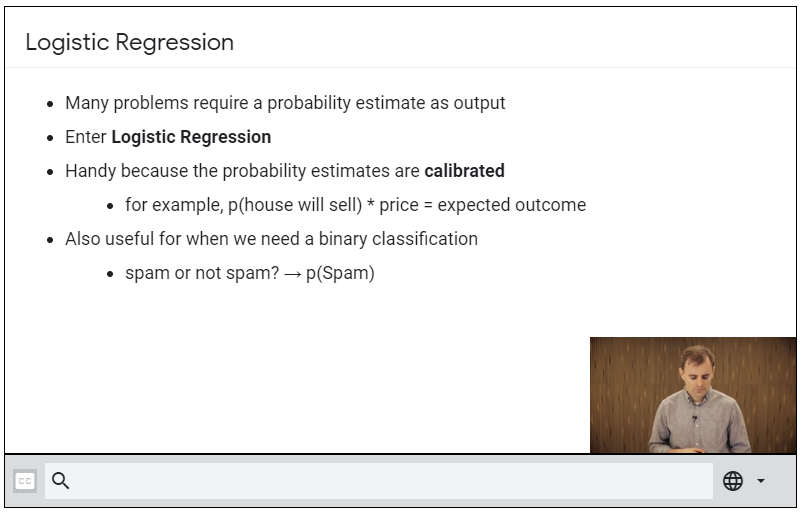 Logistic Regression
Many problems require a probability estimate as output
Enter Logistic Regression
Handy because the probability estimates are calibrated
for example, p(house will sell) * price = expected outcome
Also useful for when we need a binary classification
spam or not spam? → p(Spam)
CC